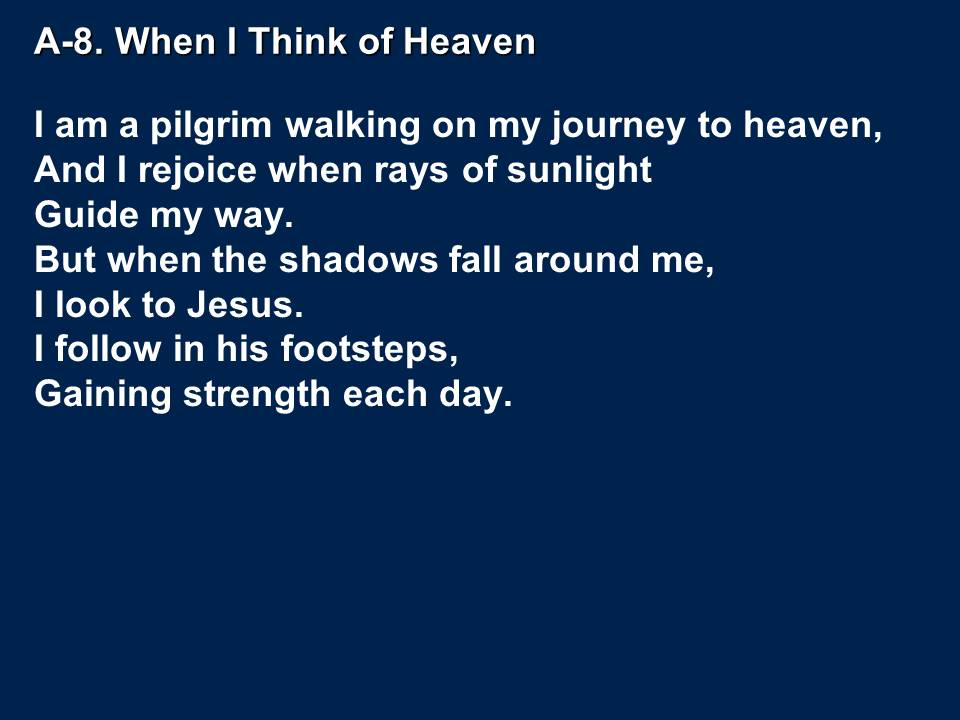 A-8. When I Think of Heaven
I am a pilgrim walking on my journey to heaven,
And I rejoice when rays of sunlight
Guide my way.
But when the shadows fall around me,
I look to Jesus.
I follow in his footsteps,
Gaining strength each day.